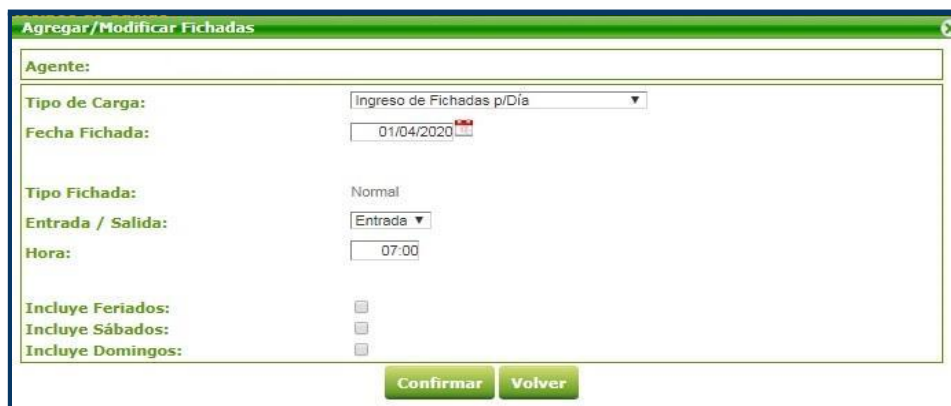 Agregar/Modificar Fichadas
Agente:
Tipo de Carga: Ingreso de Fichadas p/Día
Fecha Fichada: 01/04/2020
Tipo Fichada: Normal
Entrada / Salida: Entrada
Hora: 07:00
Incluye Feriados:
Incluye Sábados:
Incluye Domingos:
Confirmar Volver